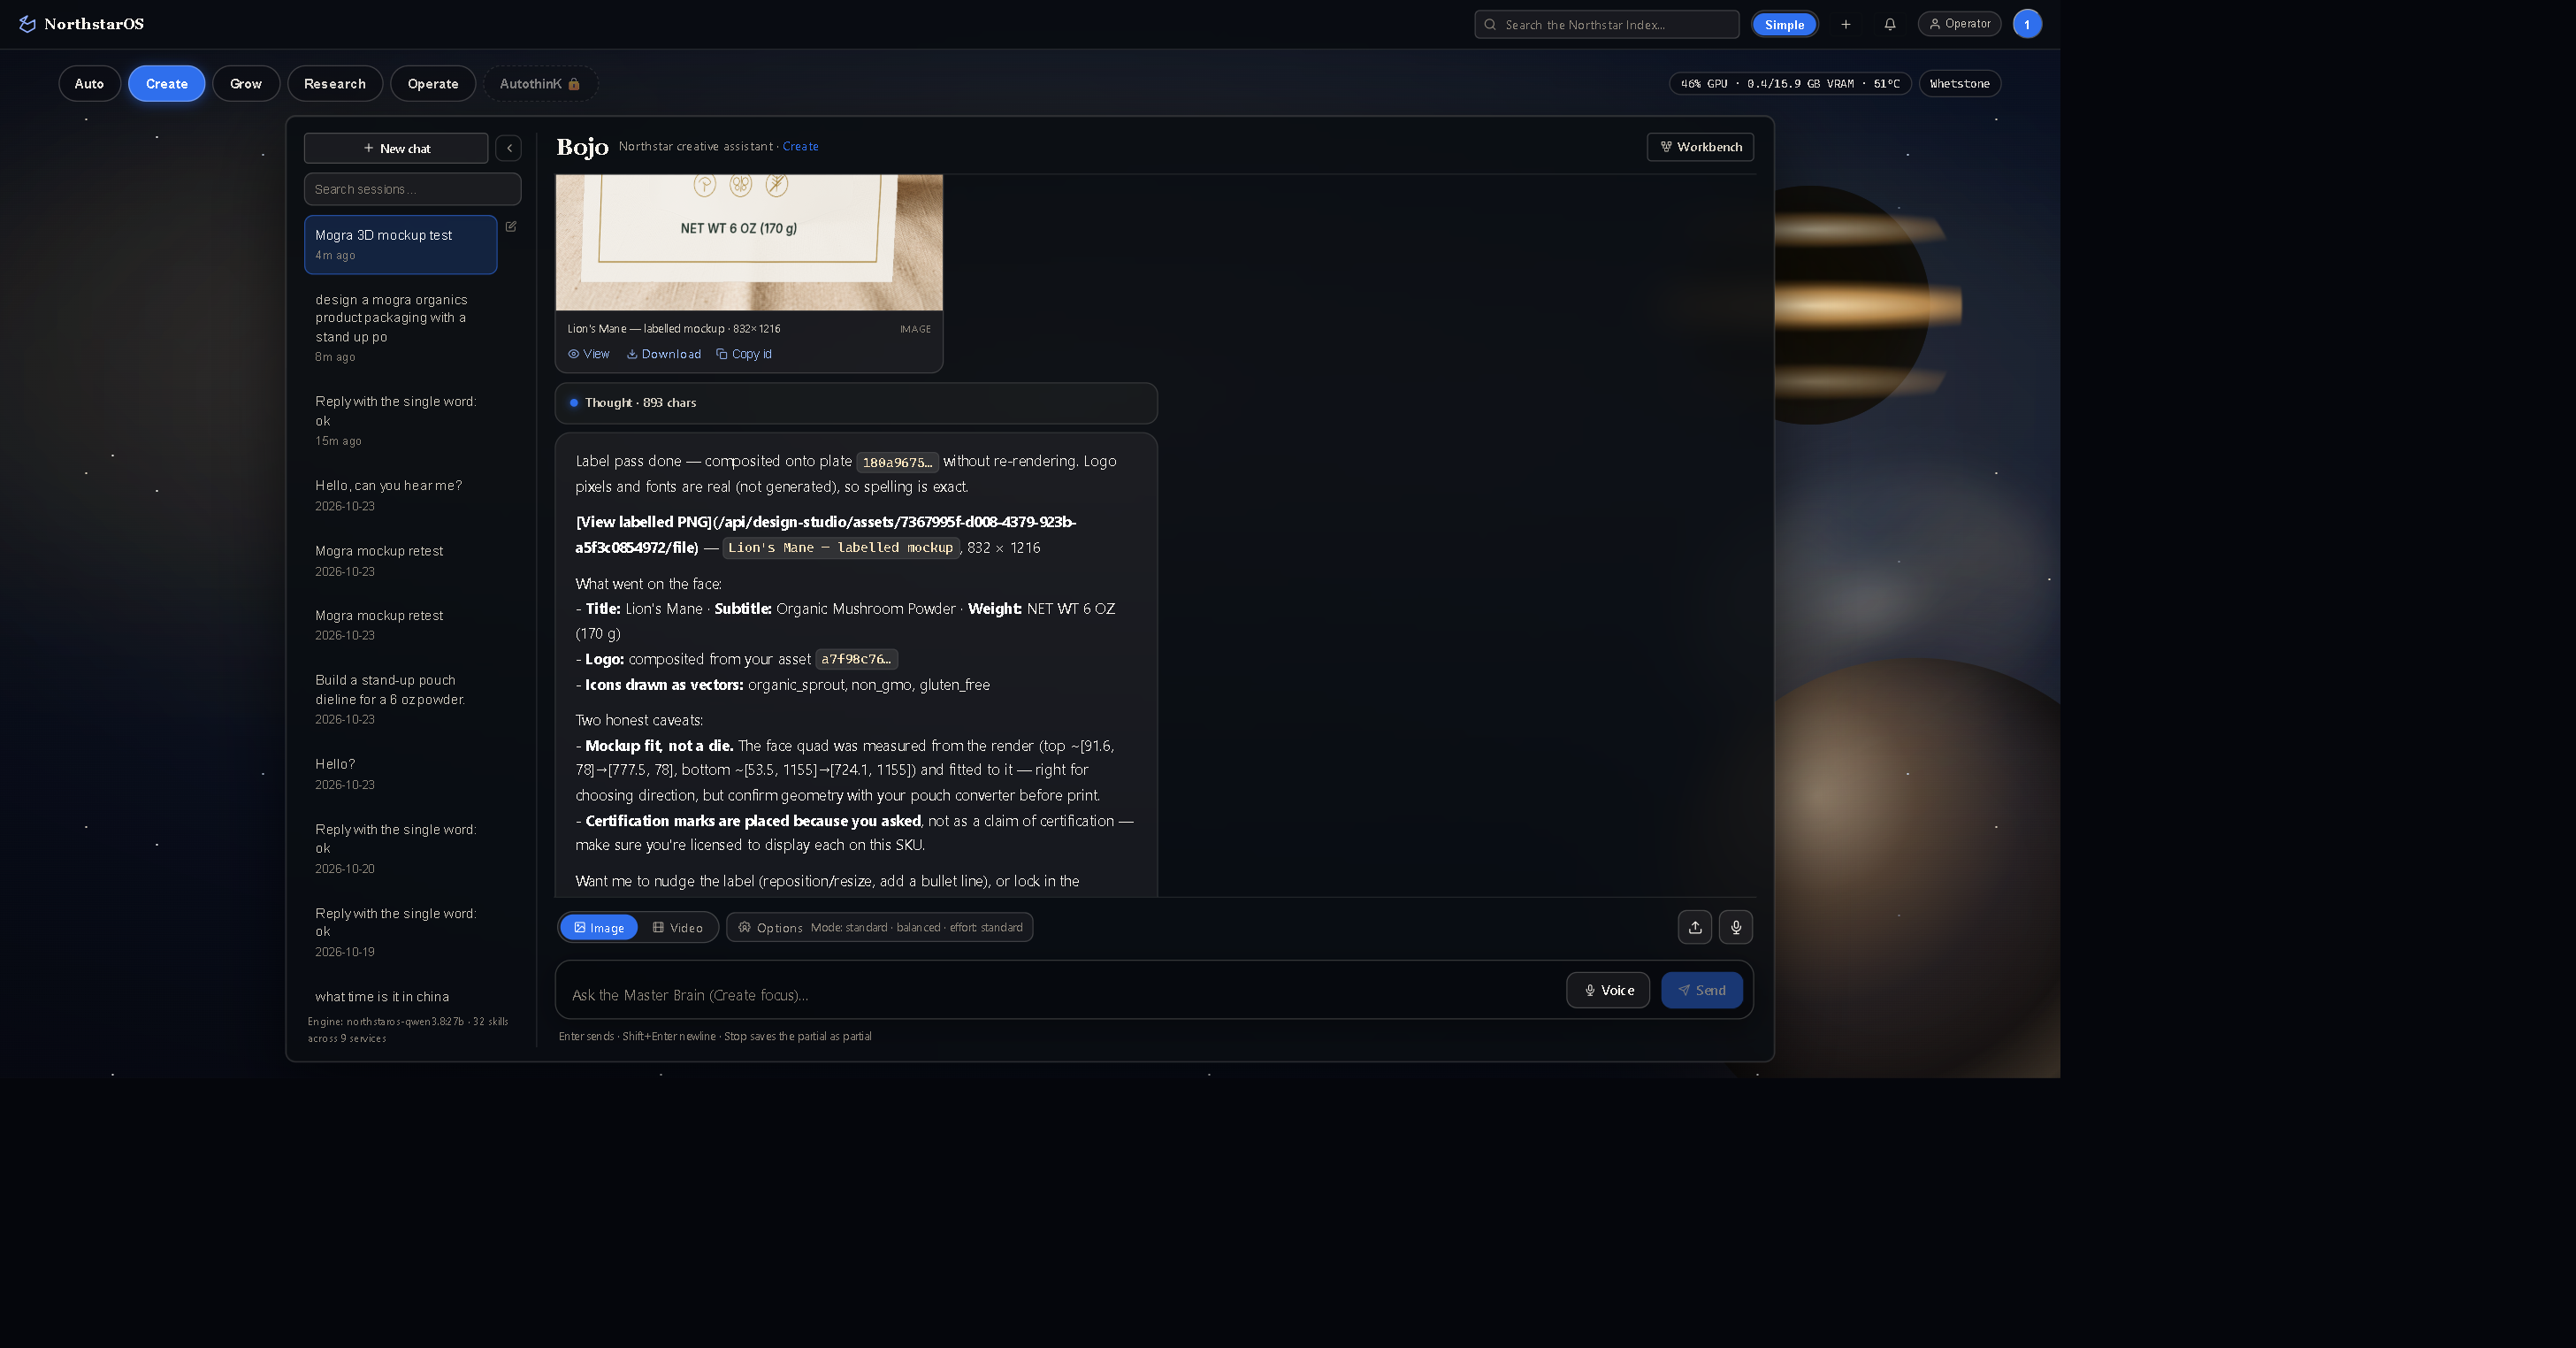 NorthstarOS
Search the Northstar Index...
Simple
Operator
1
Auto
Create
Grow
Research
Operate
AutothinK
46% GPU · 0.4/15.9 GB VRAM · 51°C
Whetstone
+ New chat
Search sessions...
Mogra 3D mockup test
4m ago
design a mogra organics
product packaging with a
stand up po
8m ago
Reply with the single word:
ok
15m ago
Hello, can you hear me?
2026-10-23
Mogra mockup retest
2026-10-23
Mogra mockup retest
2026-10-23
Build a stand-up pouch
dieline for a 6 oz powder.
2026-10-23
Hello?
2026-10-23
Reply with the single word:
ok
2026-10-20
Reply with the single word:
ok
2026-10-19
what time is it in china
Engine: northstaros-qwen3.8:27b · 32 skills
across 9 services
Bojo
Northstar creative assistant · Create
Workbench
NET WT 6 OZ (170 g)
Lion's Mane — labelled mockup · 832×1216
IMAGE
View
Download
Copy id
Thought · 893 chars
Label pass done — composited onto plate 180a9675… without re-rendering. Logo
pixels and fonts are real (not generated), so spelling is exact.
[View labelled PNG](/api/design-studio/assets/7367995f-d008-4379-923b-
a5f3c0854972/file) — Lion's Mane — labelled mockup, 832 × 1216
What went on the face:
- Title: Lion's Mane · Subtitle: Organic Mushroom Powder · Weight: NET WT 6 OZ
(170 g)
- Logo: composited from your asset a7f98c76…
- Icons drawn as vectors: organic_sprout, non_gmo, gluten_free
Two honest caveats:
- Mockup fit, not a die. The face quad was measured from the render (top ~[91.6,
78]→[777.5, 78], bottom ~[53.5, 1155]→[724.1, 1155]) and fitted to it — right for
choosing direction, but confirm geometry with your pouch converter before print.
- Certification marks are placed because you asked, not as a claim of certification —
make sure you're licensed to display each on this SKU.
Want me to nudge the label (reposition/resize, add a bullet line), or lock in the
Image
Video
Options
Mode: standard · balanced · effort: standard
Ask the Master Brain (Create focus)...
Voice
Send
Enter sends · Shift+Enter newline · Stop saves the partial as partial